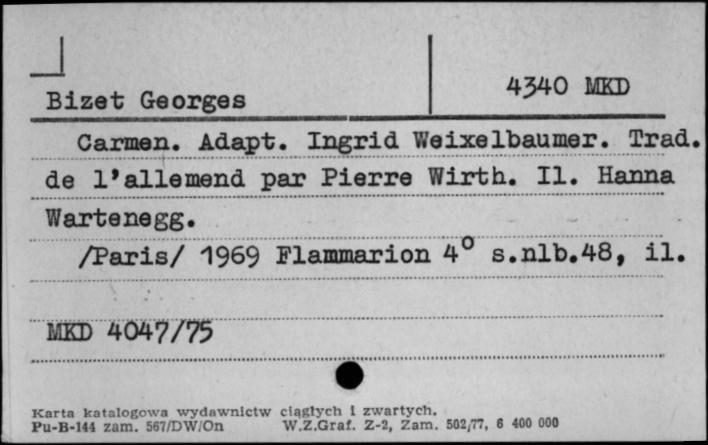 4340 MKD
Bizet Georges
Carmen. Adapt. Ingrid Weixelbaumer. Trad.
de l'allemend par Pierre Wirth. Il. Hanna
Wartenegg.
/Paris/ 1969 Flammarion 4° s.nlb.48, il.
MKD 4047/75
Karta katalogowa wydawnictw ciągłych i zwartych.
Pu-B-144 zam. 567/DW/On W.Z.Graf. Z-2, Zam. 502/77, 6 400 000